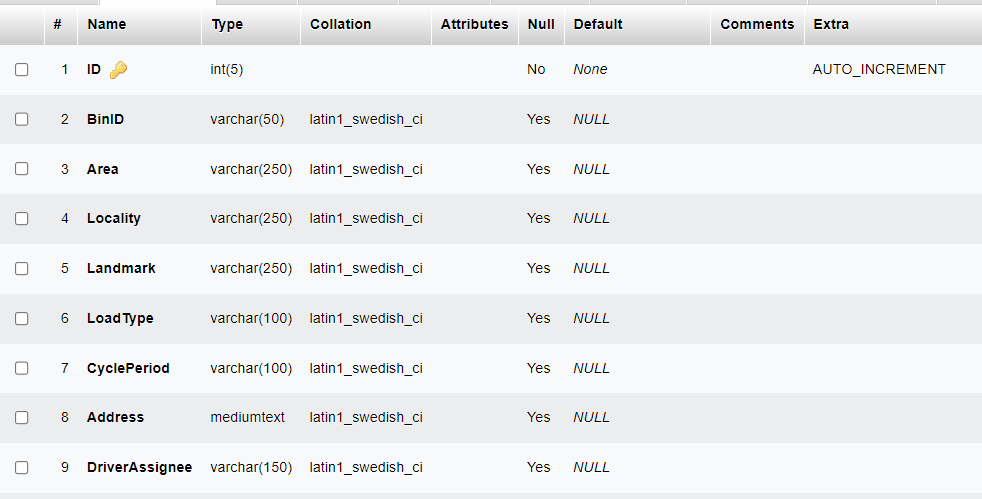 # Name Type Collation Attributes Null Default Comments Extra
1 ID int(5) No None AUTO_INCREMENT
2 BinID varchar(50) latin1_swedish_ci Yes NULL
3 Area varchar(250) latin1_swedish_ci Yes NULL
4 Locality varchar(250) latin1_swedish_ci Yes NULL
5 Landmark varchar(250) latin1_swedish_ci Yes NULL
6 LoadType varchar(100) latin1_swedish_ci Yes NULL
7 CyclePeriod varchar(100) latin1_swedish_ci Yes NULL
8 Address mediumtext latin1_swedish_ci Yes NULL
9 DriverAssignee varchar(150) latin1_swedish_ci Yes NULL